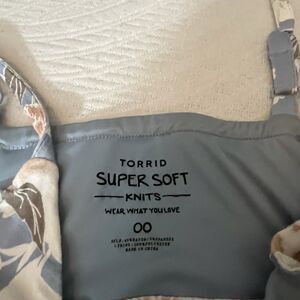 TORRID
SUPER SOFT
KNITS
WEAR WHAT YOU LOVE
00
MADE IN CHINA